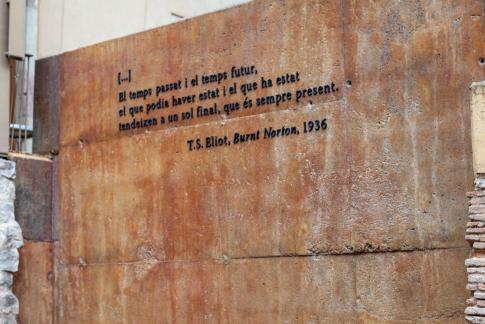 [...]
El temps passat i el temps futur,
el que podia haver estat i el que ha estat
tendeixen a un sol final, que és sempre present.
T.S. Eliot, Burnt Norton, 1936